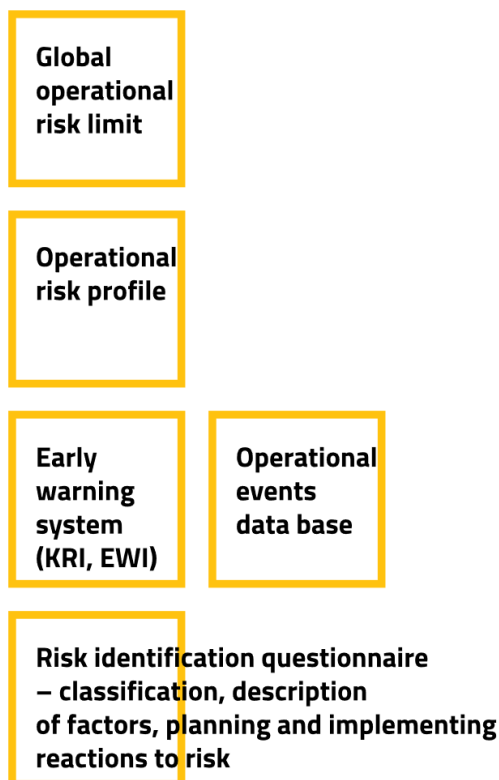 Global
operational
risk limit
Operational
risk profile
Early
warning
system
(KRI, EWI)
Operational
events
data base
Risk identification questionnaire
– classification, description
of factors, planning and implementing
reactions to risk